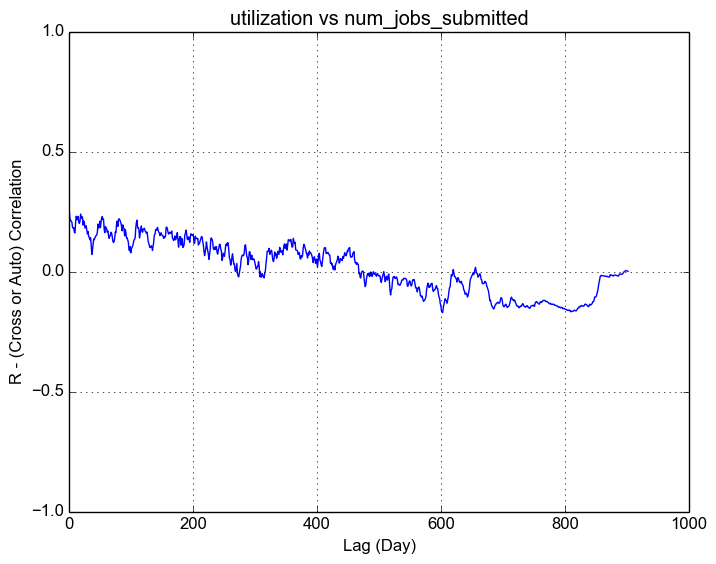 utilization vs num_jobs_submitted
1.0
0.5
0.0
−0.5
−1.0
R - (Cross or Auto) Correlation
0 200 400 600 800 1000
Lag (Day)